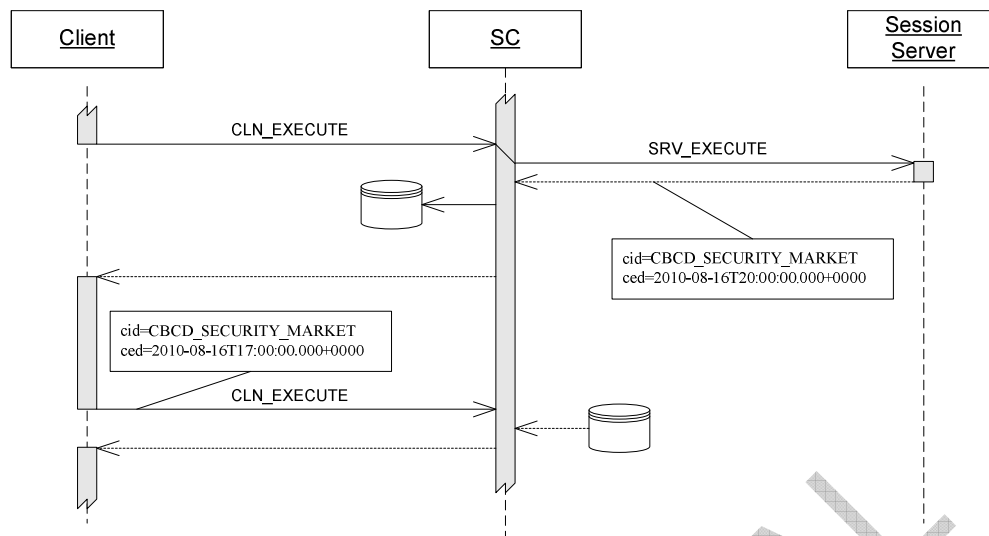 Client
SC
Session
Server
CLN_EXECUTE
SRV_EXECUTE
cid=CBCD_SECURITY_MARKET
ced=2010-08-16T20:00:00.000+0000
cid=CBCD_SECURITY_MARKET
ced=2010-08-16T17:00:00.000+0000
CLN_EXECUTE